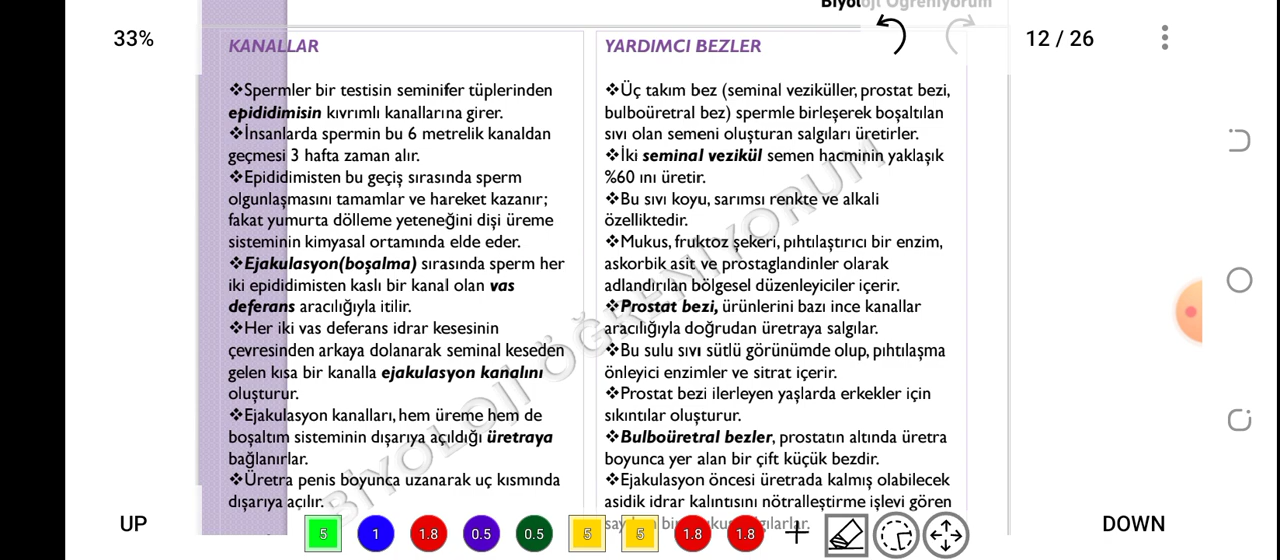 Biyoloji Öğreniyorum
33%
12 / 26
KANALLAR
❖Spermler bir testisin seminifer tüplerinden
epididimisin kıvrımlı kanallarına girer.
❖İnsanlarda spermin bu 6 metrelik kanaldan
geçmesi 3 hafta zaman alır.
❖Epididimisten bu geçiş sırasında sperm
olgunlaşmasını tamamlar ve hareket kazanır;
fakat yumurta dölleme yeteneğini dişi üreme
sisteminin kimyasal ortamında elde eder.
❖Ejakulasyon(boşalma) sırasında sperm her
iki epididimisten kaslı bir kanal olan vas
deferans aracılığıyla itilir.
❖Her iki vas deferans idrar kesesinin
çevresinden arkaya dolanarak seminal keseden
gelen kısa bir kanalla ejakulasyon kanalını
oluşturur.
❖Ejakulasyon kanalları, hem üreme hem de
boşaltım sisteminin dışarıya açıldığı üretraya
bağlanırlar.
❖Üretra penis boyunca uzanarak uç kısmında
dışarıya açılır.
YARDIMCI BEZLER
❖Üç takım bez (seminal veziküller, prostat bezi,
bulboüretral bez) spermle birleşerek boşaltılan
sıvı olan semeni oluşturan salgıları üretirler.
❖İki seminal vezikül semen hacminin yaklaşık
%60 ını üretir.
❖Bu sıvı koyu, sarımsı renkte ve alkali
özelliktedir.
❖Mukus, fruktoz şekeri, pıhtılaştırıcı bir enzim,
askorbik asit ve prostaglandinler olarak
adlandırılan bölgesel düzenleyiciler içerir.
❖Prostat bezi, ürünlerini bazı ince kanallar
aracılığıyla doğrudan üretraya salgılar.
❖Bu sulu sıvı sütlü görünümde olup, pıhtılaşma
önleyici enzimler ve sitrat içerir.
❖Prostat bezi ilerleyen yaşlarda erkekler için
sıkıntılar oluşturur.
❖Bulboüretral bezler, prostatın altında üretra
boyunca yer alan bir çift küçük bezdir.
❖Ejakulasyon öncesi üretrada kalmış olabilecek
asidik idrar kalıntısını nötralleştirme işlevi gören
BİYOLOJİ ÖĞRENİYORUM
UP
5
1
1.8
0.5
0.5
5
5
1.8
1.8
DOWN